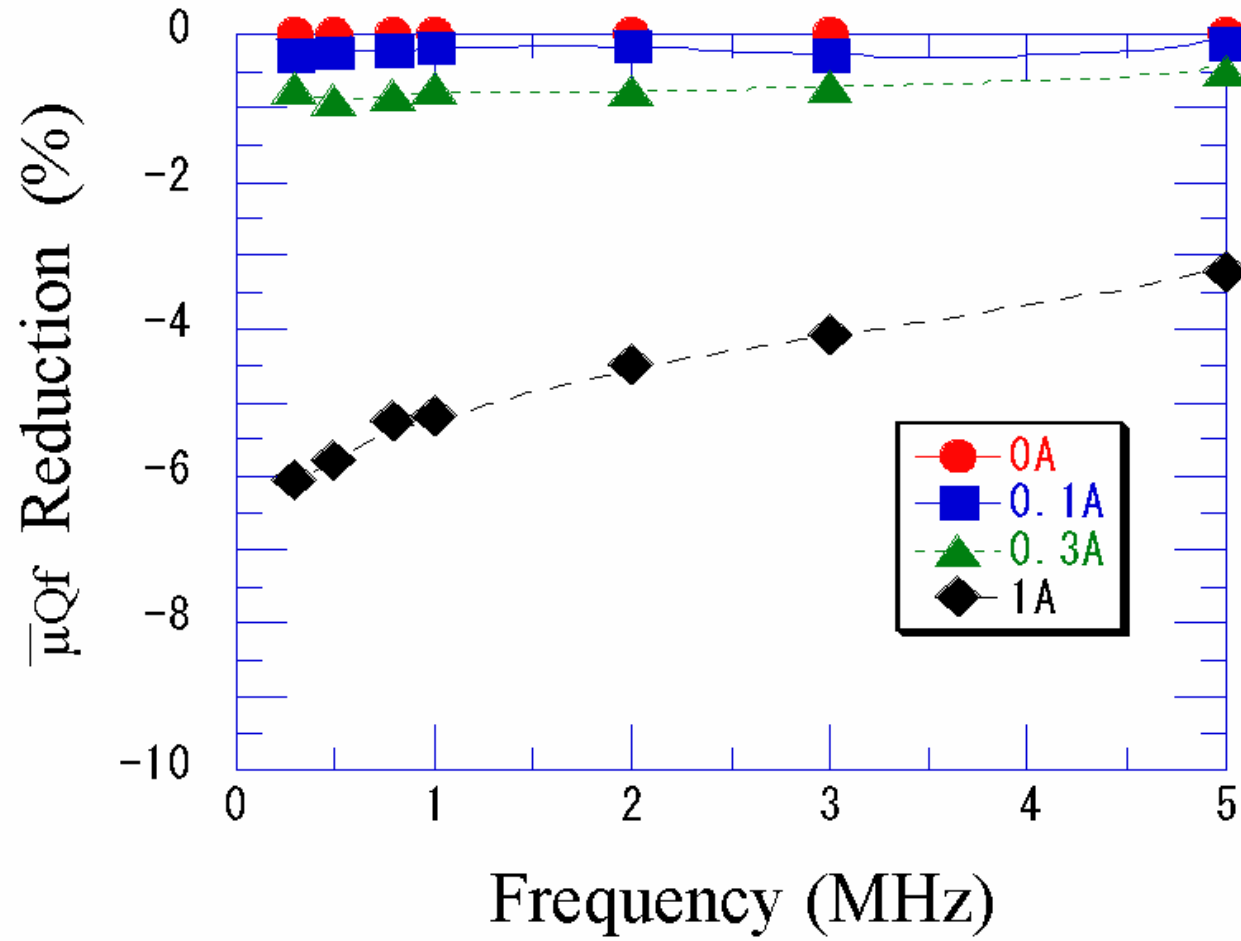 0
-2
-4
-6
-8
-10
0 1 2 3 4 5
μ̅Qf Reduction (%)
Frequency (MHz)
0A
0.1A
0.3A
1A